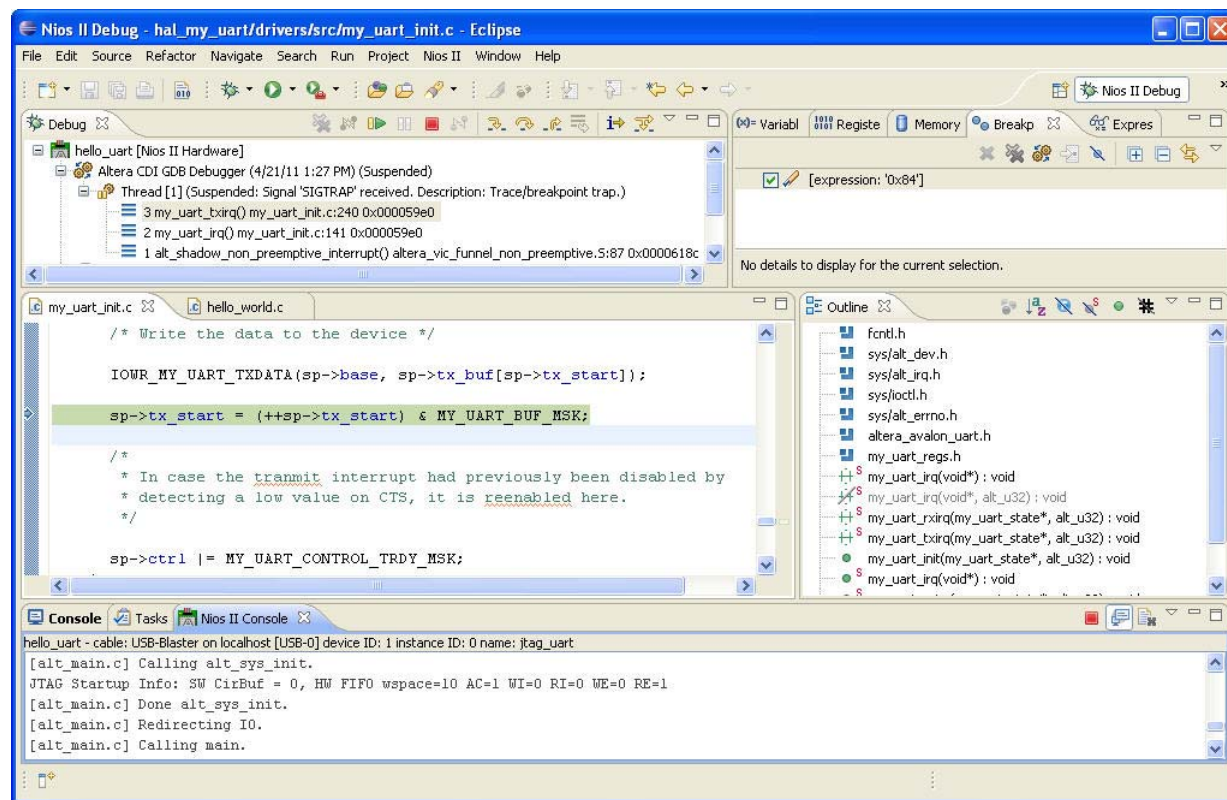 Nios II Debug - hal_my_uart/drivers/src/my_uart_init.c - Eclipse
File Edit Source Refactor Navigate Search Run Project Nios II Window Help
Nios II Debug
Debug
hello_uart [Nios II Hardware]
Altera CDI GDB Debugger (4/21/11 1:27 PM) (Suspended)
Thread [1] (Suspended: Signal 'SIGTRAP' received. Description: Trace/breakpoint trap.)
3 my_uart_txirq() my_uart_init.c:240 0x000059e0
2 my_uart_irq() my_uart_init.c:141 0x000059e0
1 alt_shadow_non_preemptive_interrupt() altera_vic_funnel_non_preemptive.S:87 0x0000618c
(x)= Variabl Registe Memory Breakp Expres
[expression: '0x84']
No details to display for the current selection.
my_uart_init.c hello_world.c
/* Write the data to the device */
IOWR_MY_UART_TXDATA(sp->base, sp->tx_buf[sp->tx_start]);
sp->tx_start = (++sp->tx_start) & MY_UART_BUF_MSK;
/*
* In case the tranmit interrupt had previously been disabled by
* detecting a low value on CTS, it is reenabled here.
*/
sp->ctrl |= MY_UART_CONTROL_TRDY_MSK;
Outline
fcntl.h
sys/alt_dev.h
sys/alt_irq.h
sys/ioctl.h
sys/alt_errno.h
altera_avalon_uart.h
my_uart_regs.h
my_uart_irq(void*) : void
my_uart_irq(void*, alt_u32) : void
my_uart_rxirq(my_uart_state*, alt_u32) : void
my_uart_txirq(my_uart_state*, alt_u32) : void
my_uart_init(my_uart_state*, alt_u32) : void
my_uart_irq(void*) : void
Console Tasks Nios II Console
hello_uart - cable: USB-Blaster on localhost [USB-0] device ID: 1 instance ID: 0 name: jtag_uart
[alt_main.c] Calling alt_sys_init.
JTAG Startup Info: SW CirBuf = 0, HW FIFO wspace=10 AC=1 WI=0 RI=0 WE=0 RE=1
[alt_main.c] Done alt_sys_init.
[alt_main.c] Redirecting IO.
[alt_main.c] Calling main.